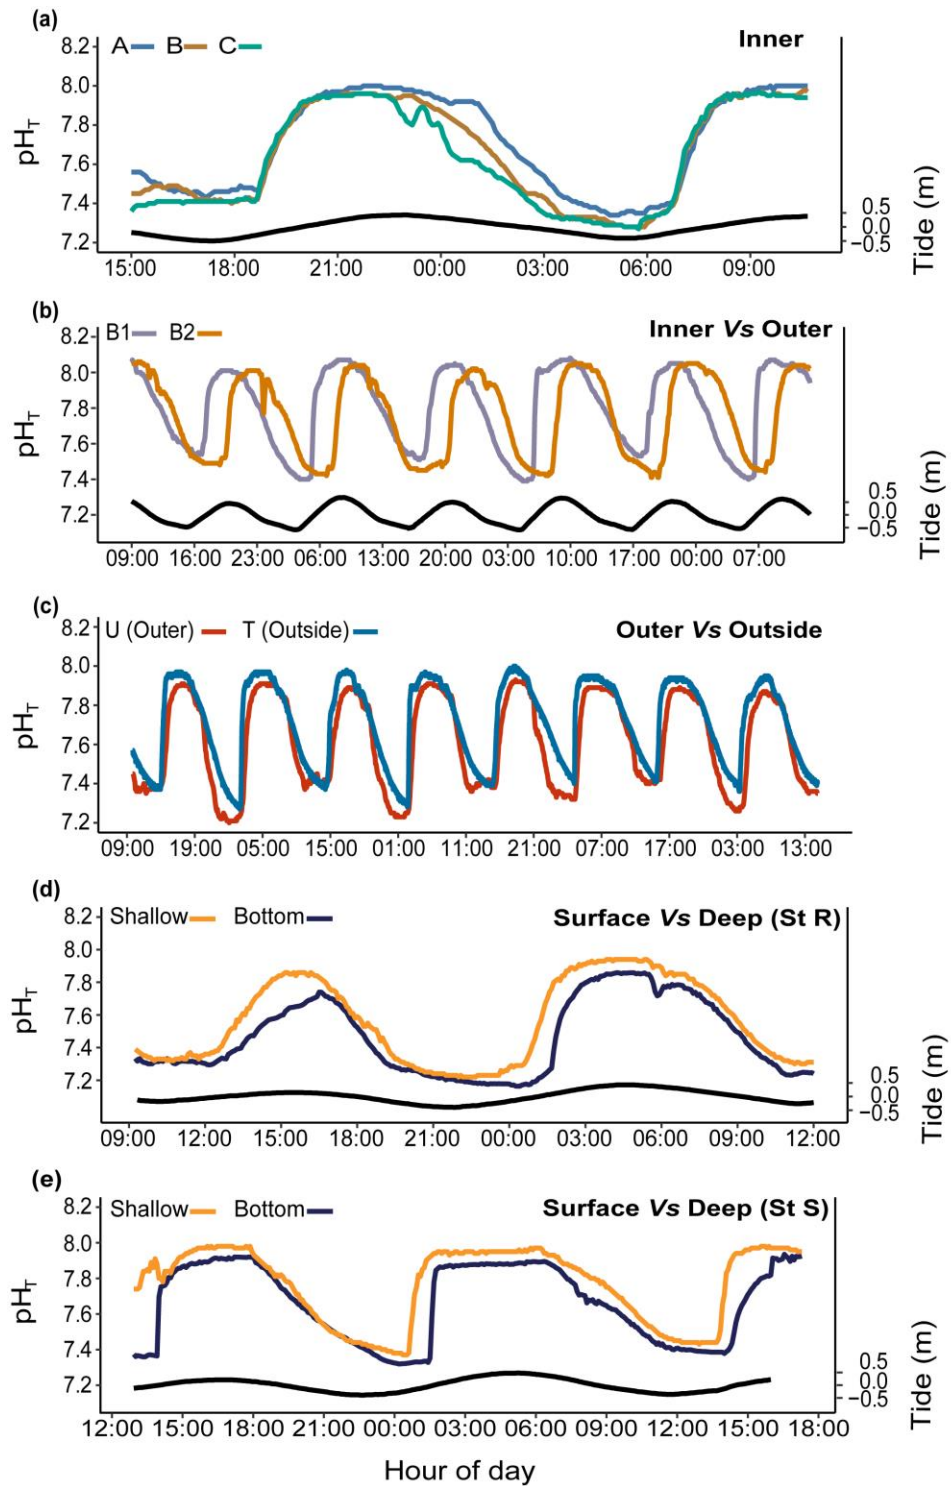 (a)
A B C Inner
8.2
8.0
7.8
7.6
7.4
7.2
pHT
0.5
0.0
−0.5
Tide (m)
15:00 18:00 21:00 00:00 03:00 06:00 09:00
(b)
B1 B2 Inner Vs Outer
8.2
8.0
7.8
7.6
7.4
7.2
pHT
0.5
0.0
−0.5
Tide (m)
09:00 16:00 23:00 06:00 13:00 20:00 03:00 10:00 17:00 00:00 07:00
(c)
U (Outer) T (Outside) Outer Vs Outside
8.2
8.0
7.8
7.6
7.4
7.2
pHT
09:00 19:00 05:00 15:00 01:00 11:00 21:00 07:00 17:00 03:00 13:00
(d)
Shallow Bottom Surface Vs Deep (St R)
8.2
8.0
7.8
7.6
7.4
7.2
pHT
0.5
0.0
−0.5
Tide (m)
09:00 12:00 15:00 18:00 21:00 00:00 03:00 06:00 09:00 12:00
(e)
Shallow Bottom Surface Vs Deep (St S)
8.2
8.0
7.8
7.6
7.4
7.2
pHT
0.5
0.0
−0.5
Tide (m)
12:00 15:00 18:00 21:00 00:00 03:00 06:00 09:00 12:00 15:00 18:00
Hour of day